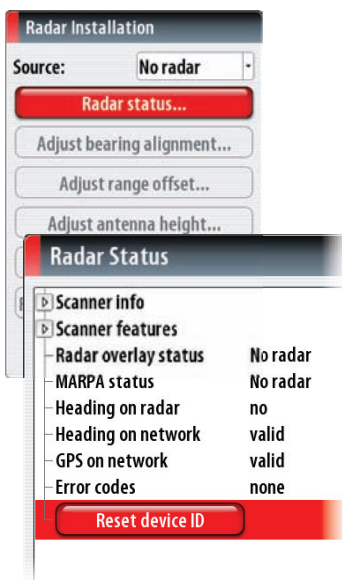 Radar Installation
Source: No radar
Radar status...
Adjust bearing alignment...
Adjust range offset...
Adjust antenna height...
Radar Status
Scanner info
Scanner features
Radar overlay status No radar
MARPA status No radar
Heading on radar no
Heading on network valid
GPS on network valid
Error codes none
Reset device ID